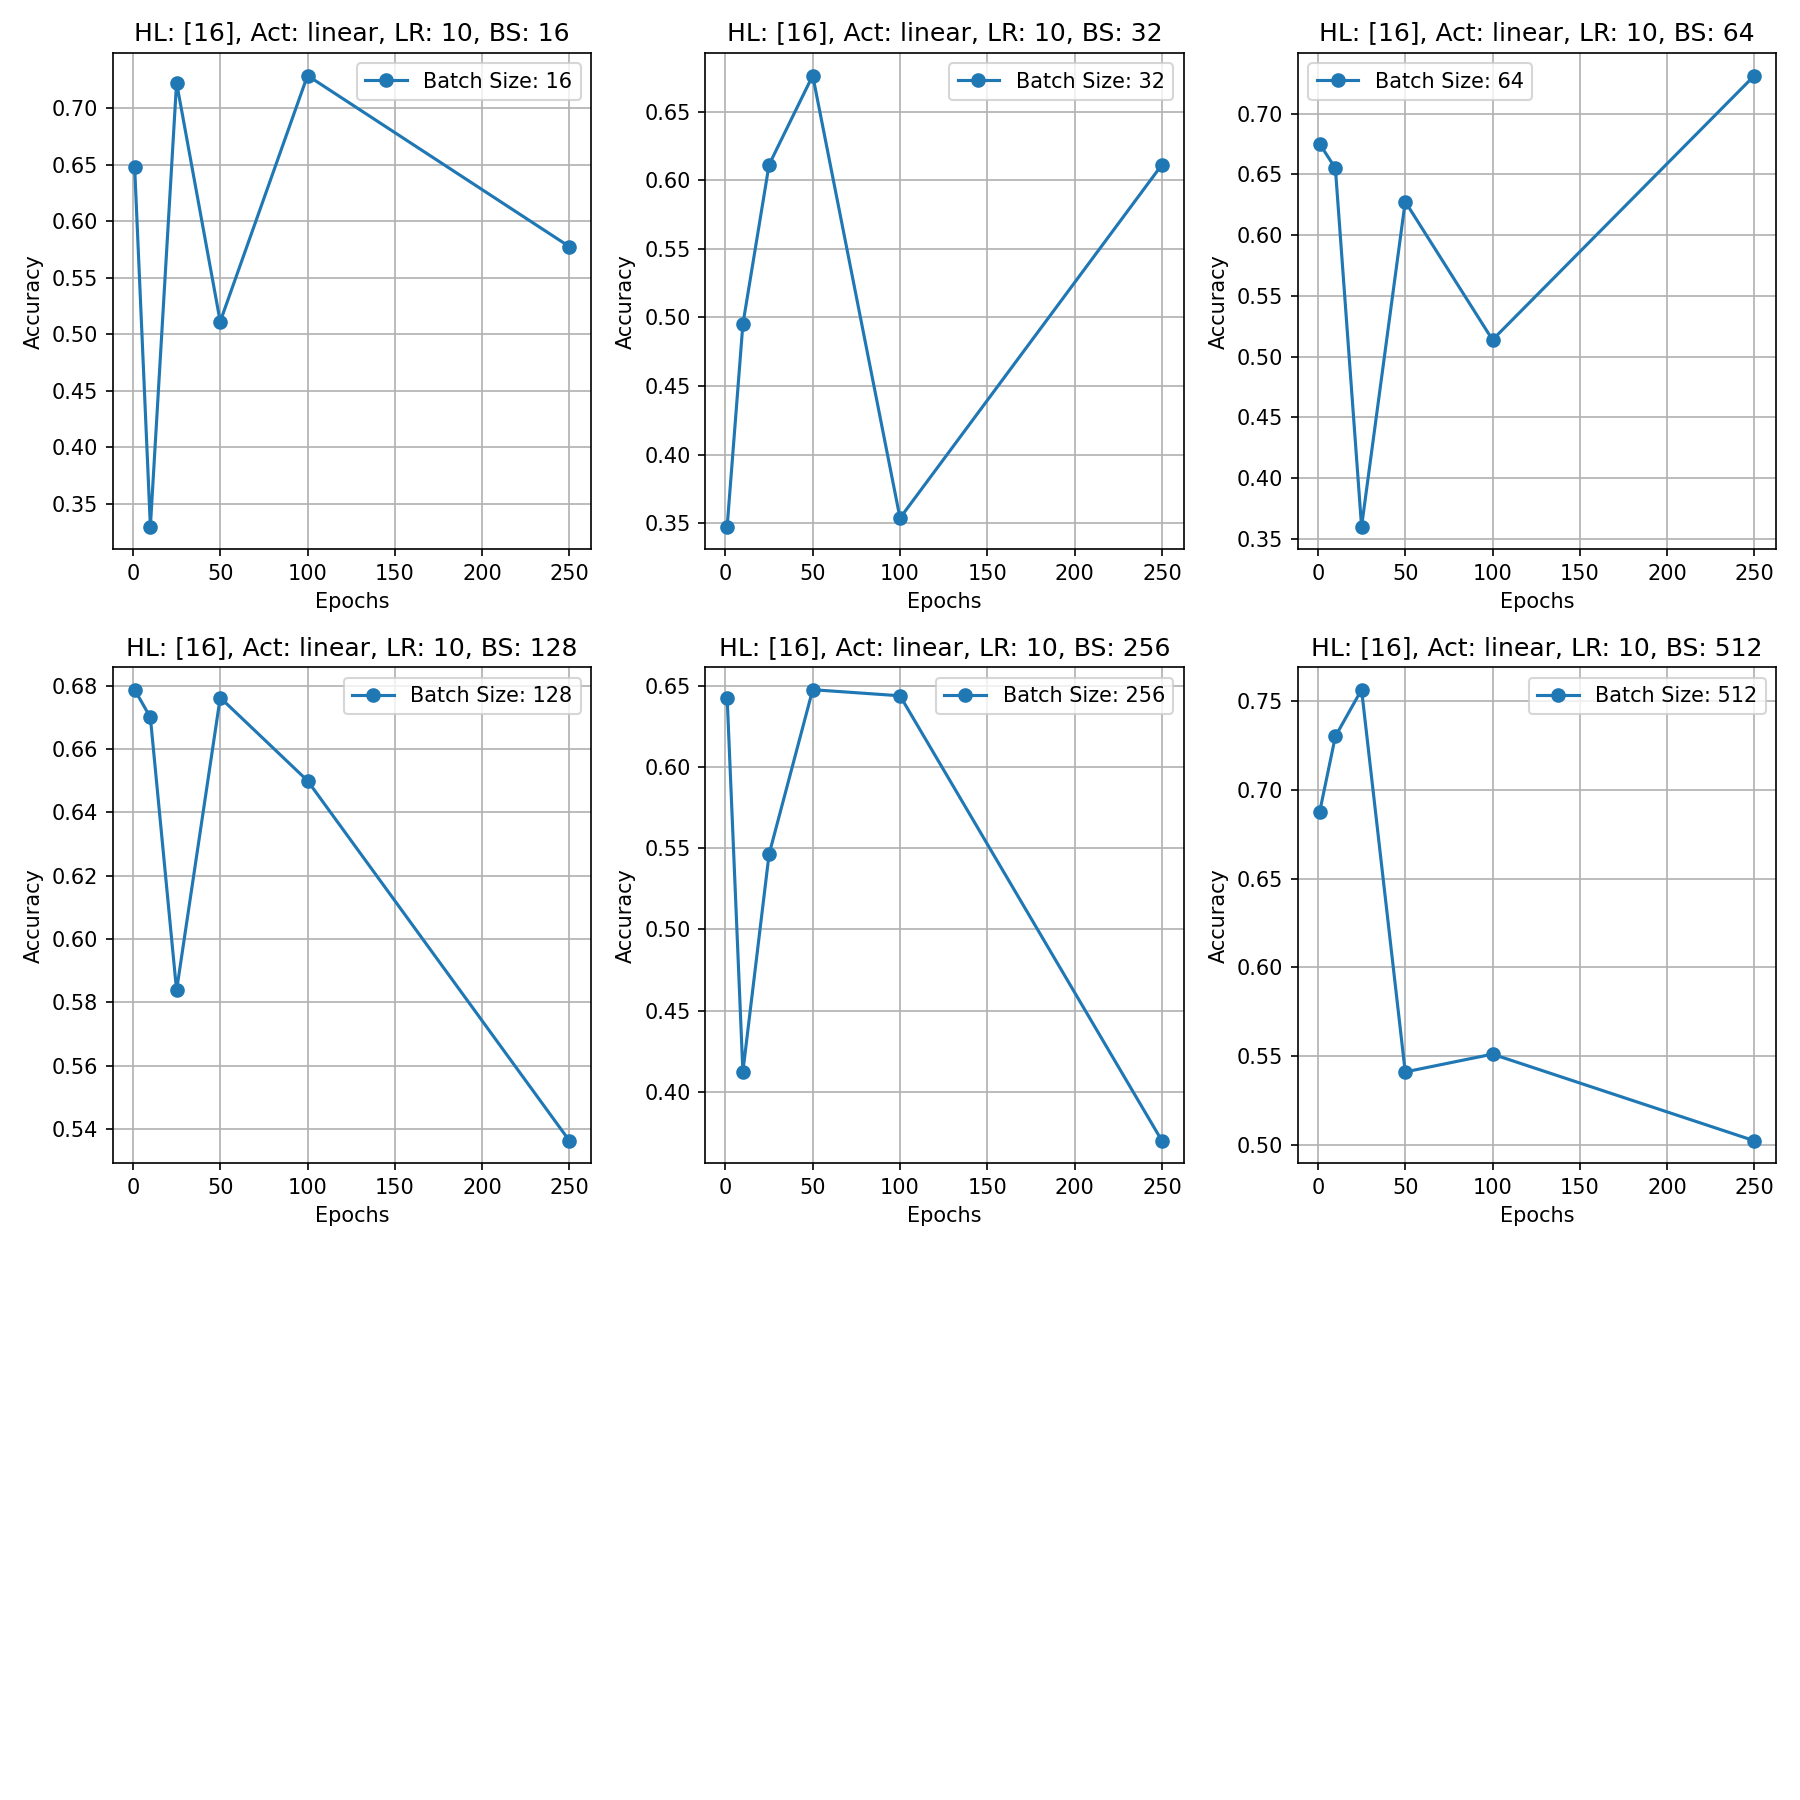 HL: [16], Act: linear, LR: 10, BS: 16
Batch Size: 16
0.70
0.65
0.60
0.55
0.50
0.45
0.40
0.35
Accuracy
0 50 100 150 200 250
Epochs
HL: [16], Act: linear, LR: 10, BS: 32
Batch Size: 32
0.65
0.60
0.55
0.50
0.45
0.40
0.35
Accuracy
0 50 100 150 200 250
Epochs
HL: [16], Act: linear, LR: 10, BS: 64
Batch Size: 64
0.70
0.65
0.60
0.55
0.50
0.45
0.40
0.35
Accuracy
0 50 100 150 200 250
Epochs
HL: [16], Act: linear, LR: 10, BS: 128
Batch Size: 128
0.68
0.66
0.64
0.62
0.60
0.58
0.56
0.54
Accuracy
0 50 100 150 200 250
Epochs
HL: [16], Act: linear, LR: 10, BS: 256
Batch Size: 256
0.65
0.60
0.55
0.50
0.45
0.40
Accuracy
0 50 100 150 200 250
Epochs
HL: [16], Act: linear, LR: 10, BS: 512
Batch Size: 512
0.75
0.70
0.65
0.60
0.55
0.50
Accuracy
0 50 100 150 200 250
Epochs